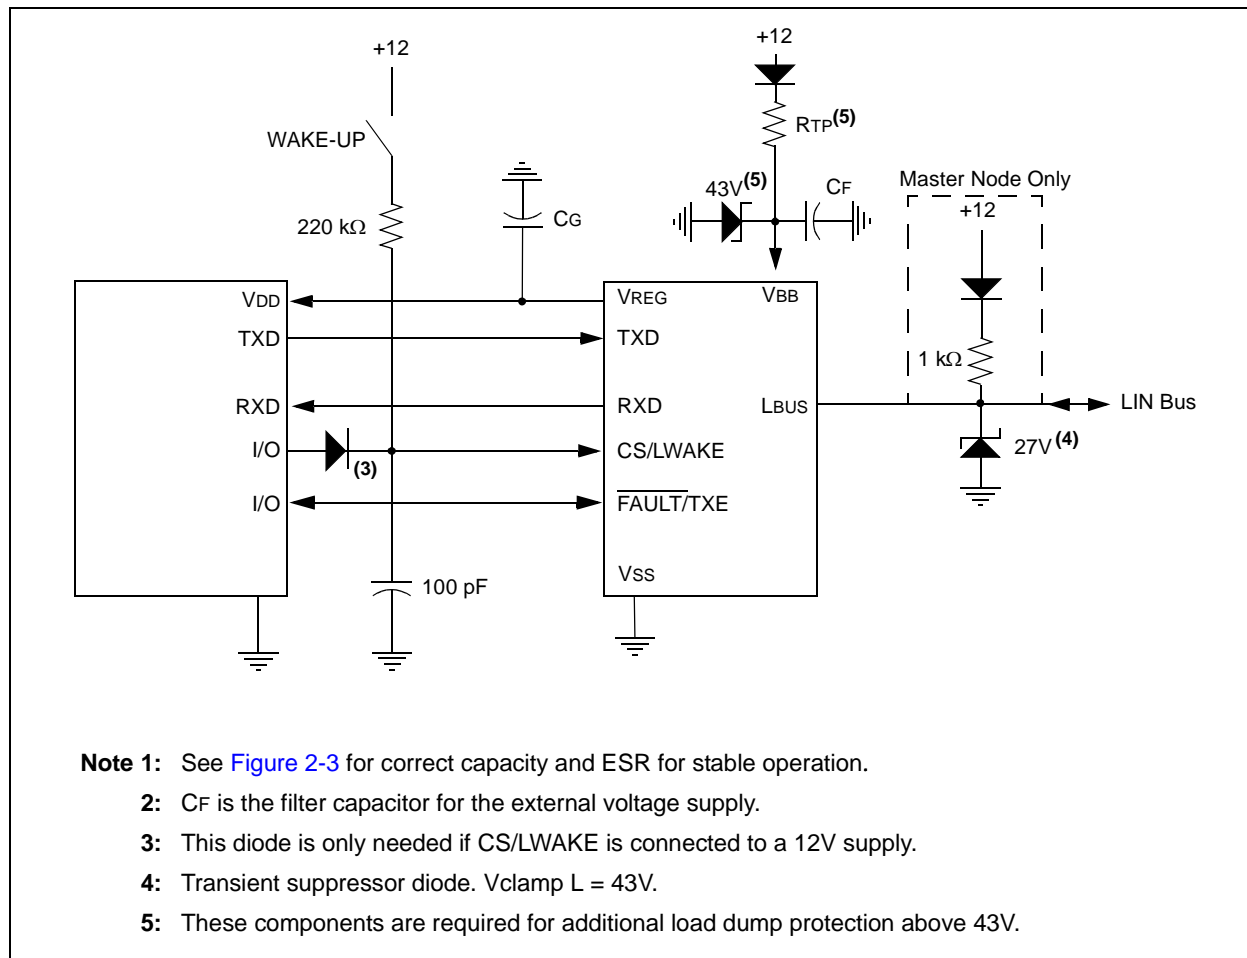 +12
+12
WAKE-UP
RTP(5)
43V(5)
CF
Master Node Only
+12
CG
220 kΩ
VDD
VREG
VBB
TXD
TXD
1 kΩ
RXD
RXD
LBUS
LIN Bus
I/O
(3)
CS/LWAKE
27V(4)
I/O
FAULT/TXE
VSS
100 pF
Note 1: See Figure 2-3 for correct capacity and ESR for stable operation.
2: CF is the filter capacitor for the external voltage supply.
3: This diode is only needed if CS/LWAKE is connected to a 12V supply.
4: Transient suppressor diode. Vclamp L = 43V.
5: These components are required for additional load dump protection above 43V.